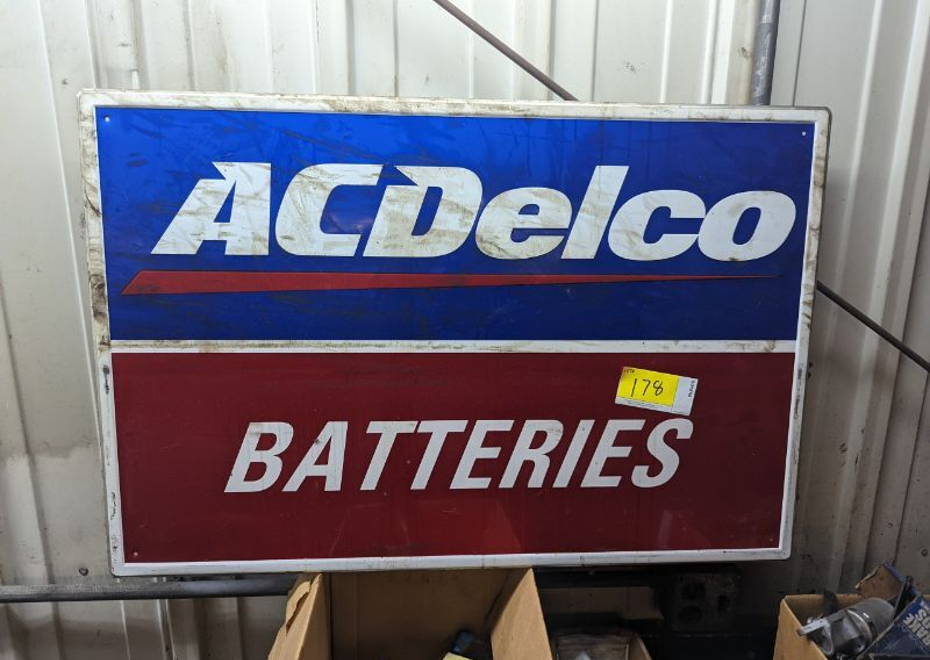 ACDelco
178
BATTERIES